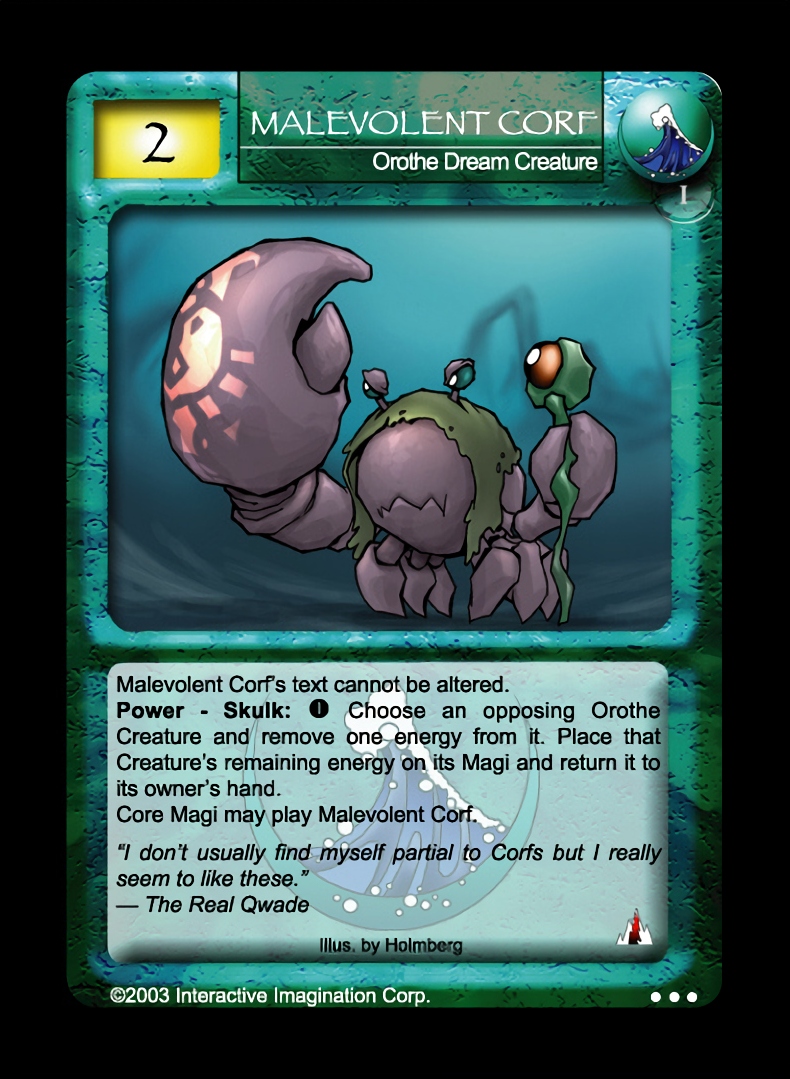 2
MALEVOLENT CORF
Orothe Dream Creature
1
Malevolent Corf's text cannot be altered.
Power - Skulk: ❶ Choose an opposing Orothe
Creature and remove one energy from it. Place that
Creature's remaining energy on its Magi and return it to
its owner's hand.
Core Magi may play Malevolent Corf.
"I don't usually find myself partial to Corfs but I really
seem to like these."
— The Real Qwade
Illus. by Holmberg
©2003 Interactive Imagination Corp.